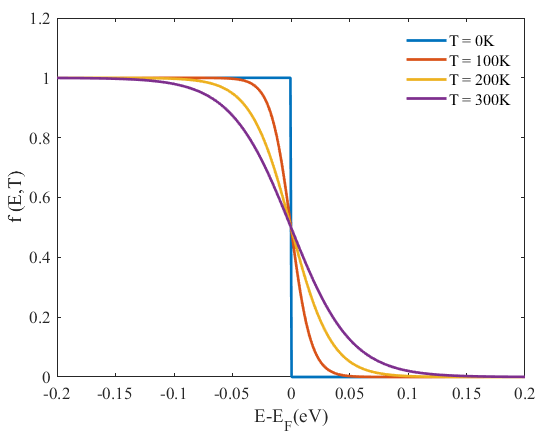 1.2
1
0.8
0.6
0.4
0.2
0
f (E,T)
T = 0K
T = 100K
T = 200K
T = 300K
-0.2 -0.15 -0.1 -0.05 0 0.05 0.1 0.15 0.2
E-E_F(eV)